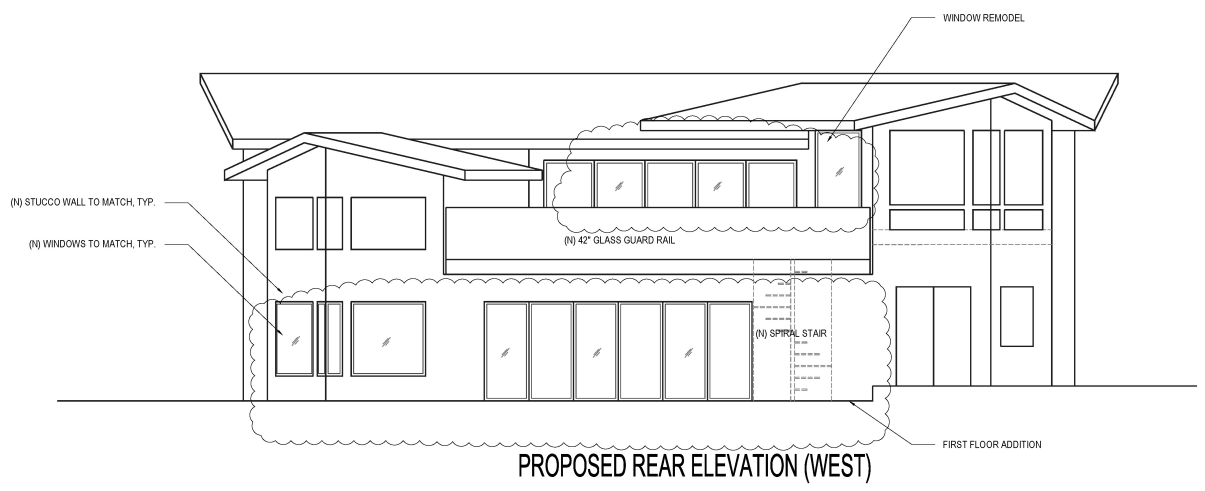 WINDOW REMODEL
(N) STUCCO WALL TO MATCH, TYP.
(N) WINDOWS TO MATCH, TYP.
(N) 42" GLASS GUARD RAIL
(N) SPIRAL STAIR
FIRST FLOOR ADDITION
PROPOSED REAR ELEVATION (WEST)